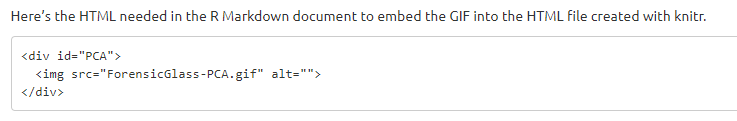 Here's the HTML needed in the R Markdown document to embed the GIF into the HTML file created with knitr.
<div id="PCA">
  <img src="ForensicGlass-PCA.gif" alt="">
</div>